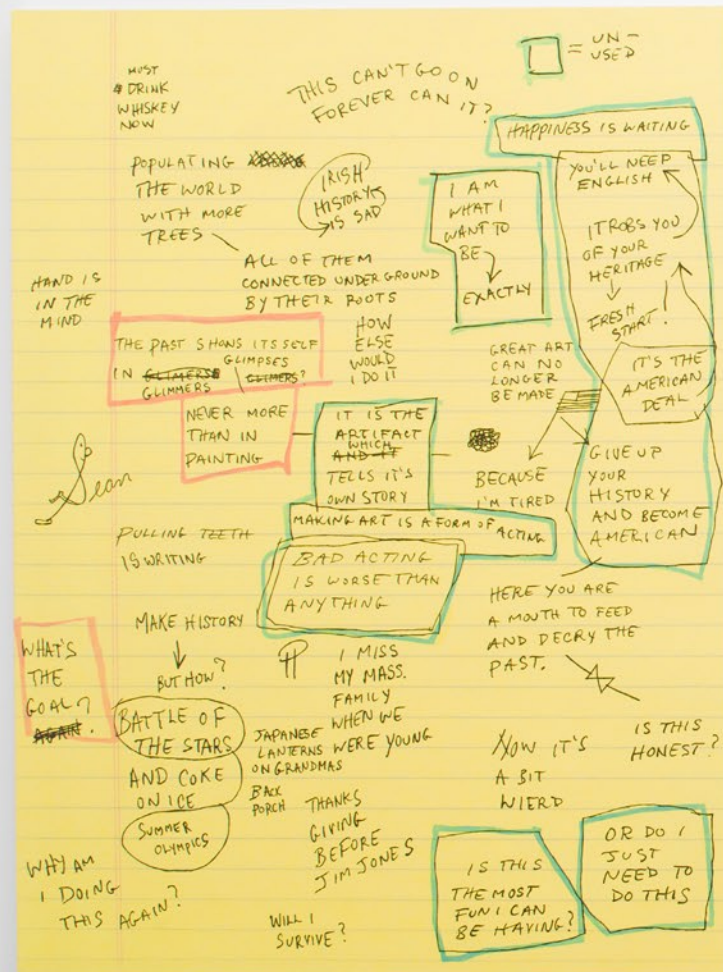 MUST
DRINK
WHISKEY
NOW
THIS CAN'T GO ON
FOREVER CAN IT?
= UN-
USED
HAPPINESS IS WAITING
POPULATING
THE WORLD
WITH MORE
TREES
IRISH
HISTORY
IS SAD
I AM
WHAT I
WANT TO
BE
EXACTLY
YOU'LL NEED
ENGLISH
IT ROBS YOU
OF YOUR
HERITAGE
FRESH
START!
ALL OF THEM
CONNECTED UNDERGROUND
BY THEIR ROOTS
HAND IS
IN THE
MIND
THE PAST SHOWS ITSSELF
GLIMPSES
IN GLIMERS GLIMERS?
GLIMMERS
HOW
ELSE
WOULD
I DO IT
GREAT ART
CAN NO
LONGER
BE MADE
IT'S THE
AMERICAN
DEAL
NEVER MORE
THAN IN
PAINTING
IT IS THE
ARTIFACT
WHICH
AND IT
TELLS IT'S
OWN STORY
BECAUSE
I'M TIRED
GIVE UP
YOUR
HISTORY
AND BECOME
AMERICAN
Sean
MAKING ART IS A FORM OF ACTING
PULLING TEETH
IS WRITING
BAD ACTING
IS WORSE THAN
ANYTHING
HERE YOU ARE
A MOUTH TO FEED
AND DECRY THE
PAST.
MAKE HISTORY
BUT HOW?
WHAT'S
THE
GOAL?
AGAIN.
BATTLE OF
THE STARS
AND COKE
ON ICE
SUMMER
OLYMPICS
I MISS
MY MASS.
FAMILY
WHEN WE
WERE YOUNG
JAPANESE
LANTERNS
ON GRANDMAS
BACK
PORCH
THANKS
GIVING
BEFORE
JIM JONES
NOW IT'S
A BIT
WIERD
IS THIS
HONEST?
WHY AM
I DOING
THIS AGAIN?
WILL I
SURVIVE?
IS THIS
THE MOST
FUN I CAN
BE HAVING?
OR DO I
JUST
NEED TO
DO THIS